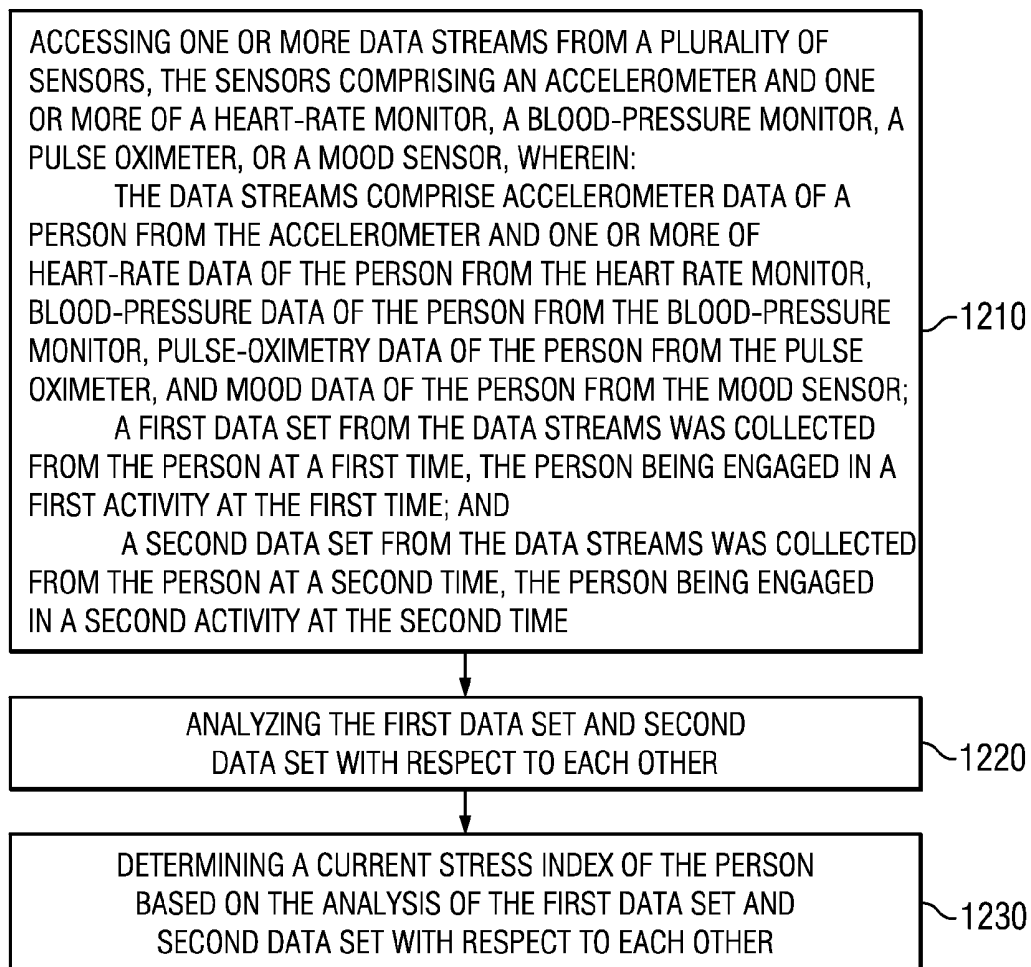 ACCESSING ONE OR MORE DATA STREAMS FROM A PLURALITY OF
SENSORS, THE SENSORS COMPRISING AN ACCELEROMETER AND ONE
OR MORE OF A HEART-RATE MONITOR, A BLOOD-PRESSURE MONITOR, A
PULSE OXIMETER, OR A MOOD SENSOR, WHEREIN:
THE DATA STREAMS COMPRISE ACCELEROMETER DATA OF A
PERSON FROM THE ACCELEROMETER AND ONE OR MORE OF
HEART-RATE DATA OF THE PERSON FROM THE HEART RATE MONITOR,
BLOOD-PRESSURE DATA OF THE PERSON FROM THE BLOOD-PRESSURE
MONITOR, PULSE-OXIMETRY DATA OF THE PERSON FROM THE PULSE
OXIMETER, AND MOOD DATA OF THE PERSON FROM THE MOOD SENSOR;
A FIRST DATA SET FROM THE DATA STREAMS WAS COLLECTED
FROM THE PERSON AT A FIRST TIME, THE PERSON BEING ENGAGED IN A
FIRST ACTIVITY AT THE FIRST TIME; AND
A SECOND DATA SET FROM THE DATA STREAMS WAS COLLECTED
FROM THE PERSON AT A SECOND TIME, THE PERSON BEING ENGAGED
IN A SECOND ACTIVITY AT THE SECOND TIME
1210
ANALYZING THE FIRST DATA SET AND SECOND
DATA SET WITH RESPECT TO EACH OTHER
1220
DETERMINING A CURRENT STRESS INDEX OF THE PERSON
BASED ON THE ANALYSIS OF THE FIRST DATA SET AND
SECOND DATA SET WITH RESPECT TO EACH OTHER
1230